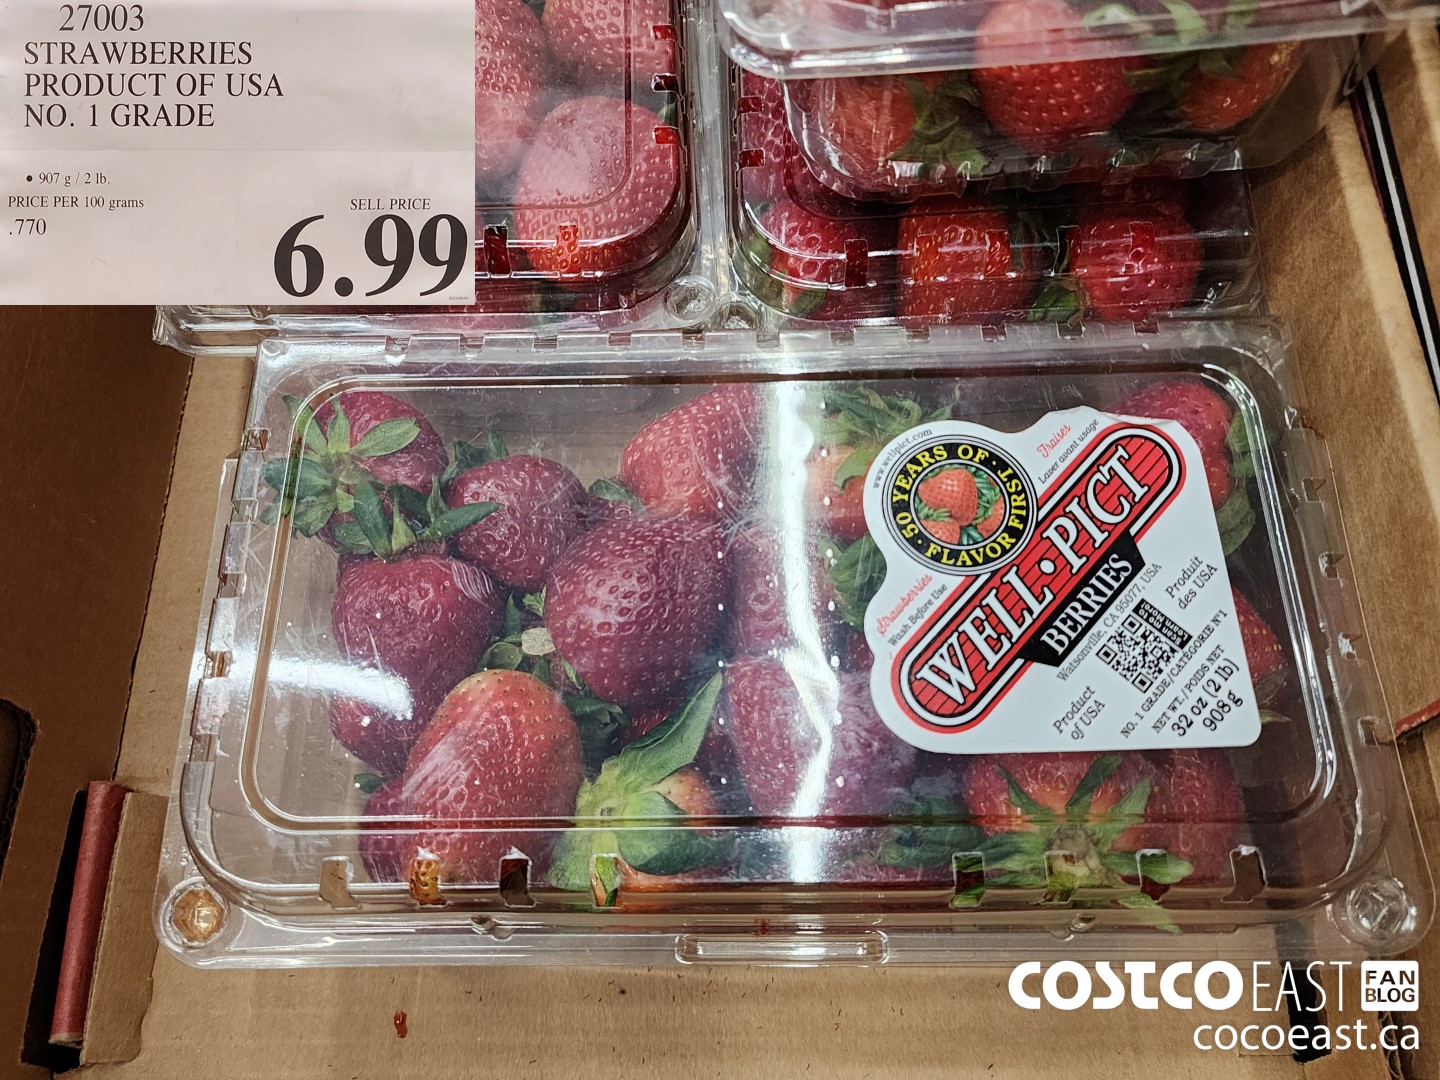 27003
STRAWBERRIES
PRODUCT OF USA
NO. 1 GRADE
• 907 g / 2 lb.
PRICE PER 100 grams
.770
SELL PRICE
6.99
www.wellpict.com
50 YEARS OF
• FLAVOR FIRST •
Fraises
Laver avant usage
Strawberries
Wash Before Use
WELL•PICT
BERRIES
Watsonville, CA 95077, USA
Produit
des USA
Product
of USA
NO. 1 GRADE/CATÉGORIE N°1
NET WT./POIDS NET
32 oz (2 lb)
908 g
COSTCO EAST FAN
BLOG
cocoeast.ca